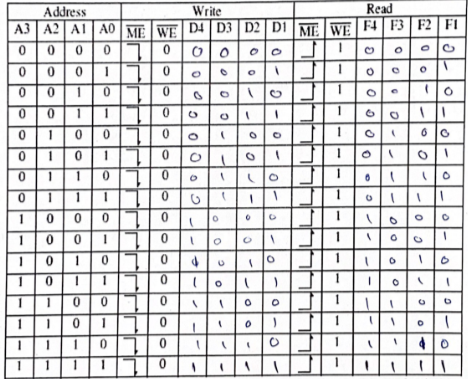 Address Write Read
A3 A2 A1 A0 ME WE D4 D3 D2 D1 ME WE F4 F3 F2 F1
0 0 0 0 0 0 0 0 0 1 0 0 0 0
0 0 0 1 0 0 0 0 1 1 0 0 0 1
0 0 1 0 0 0 0 1 0 1 0 0 1 0
0 0 1 1 0 0 0 1 1 1 0 0 1 1
0 1 0 0 0 0 1 0 0 1 0 1 0 0
0 1 0 1 0 0 1 0 1 1 0 1 0 1
0 1 1 0 0 0 1 1 0 1 0 1 1 0
0 1 1 1 0 0 1 1 1 1 0 1 1 1
1 0 0 0 0 1 0 0 0 1 1 0 0 0
1 0 0 1 0 1 0 0 1 1 1 0 0 1
1 0 1 0 0 1 0 1 0 1 1 0 1 0
1 0 1 1 0 1 0 1 1 1 1 0 1 1
1 1 0 0 0 1 1 0 0 1 1 1 0 0
1 1 0 1 0 1 1 0 1 1 1 1 0 1
1 1 1 0 0 1 1 1 0 1 1 1 1 0
1 1 1 1 0 1 1 1 1 1 1 1 1 1